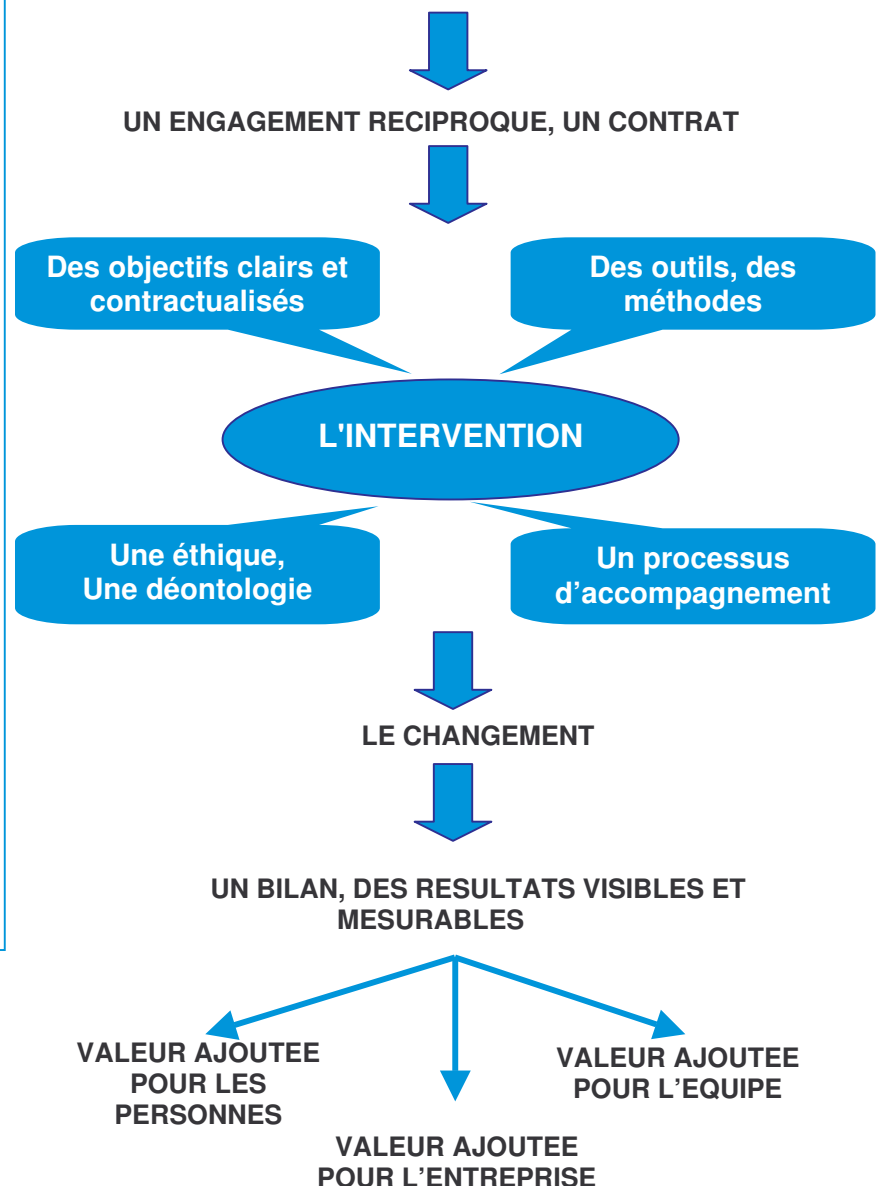 UN ENGAGEMENT RECIPROQUE, UN CONTRAT
Des objectifs clairs et
contractualisés
Des outils, des
méthodes
L'INTERVENTION
Une éthique,
Une déontologie
Un processus
d’accompagnement
LE CHANGEMENT
UN BILAN, DES RESULTATS VISIBLES ET
MESURABLES
VALEUR AJOUTEE
POUR LES
PERSONNES
VALEUR AJOUTEE
POUR L’EQUIPE
VALEUR AJOUTEE
POUR L’ENTREPRISE